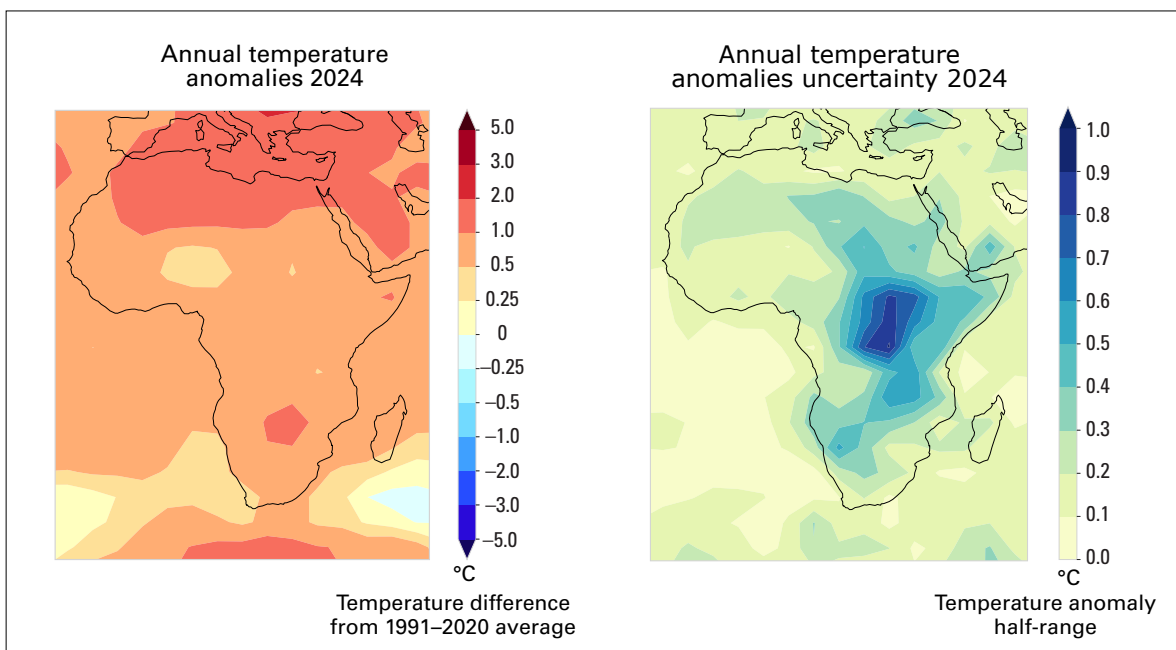 Annual temperature
anomalies 2024
5.0
3.0
2.0
1.0
0.5
0.25
0
–0.25
–0.5
–1.0
–2.0
–3.0
–5.0
°C
Temperature difference
from 1991–2020 average
Annual temperature
anomalies uncertainty 2024
1.0
0.9
0.8
0.7
0.6
0.5
0.4
0.3
0.2
0.1
0.0
°C
Temperature anomaly
half-range